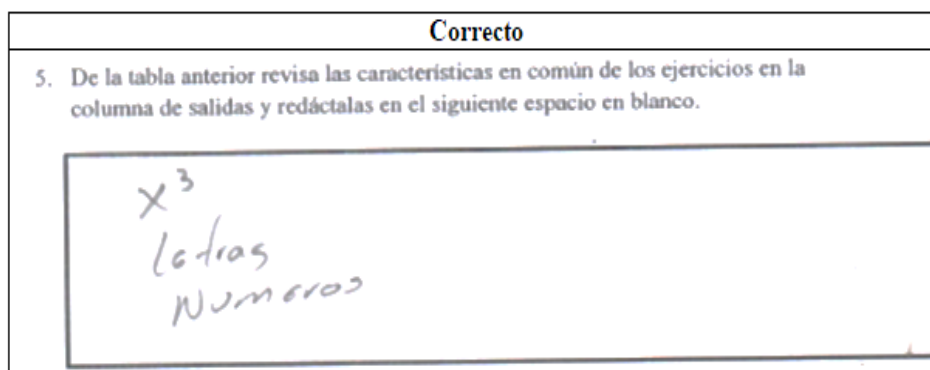 Correcto
5. De la tabla anterior revisa las características en común de los ejercicios en la
columna de salidas y redáctalas en el siguiente espacio en blanco.
x³
letras
Numeros